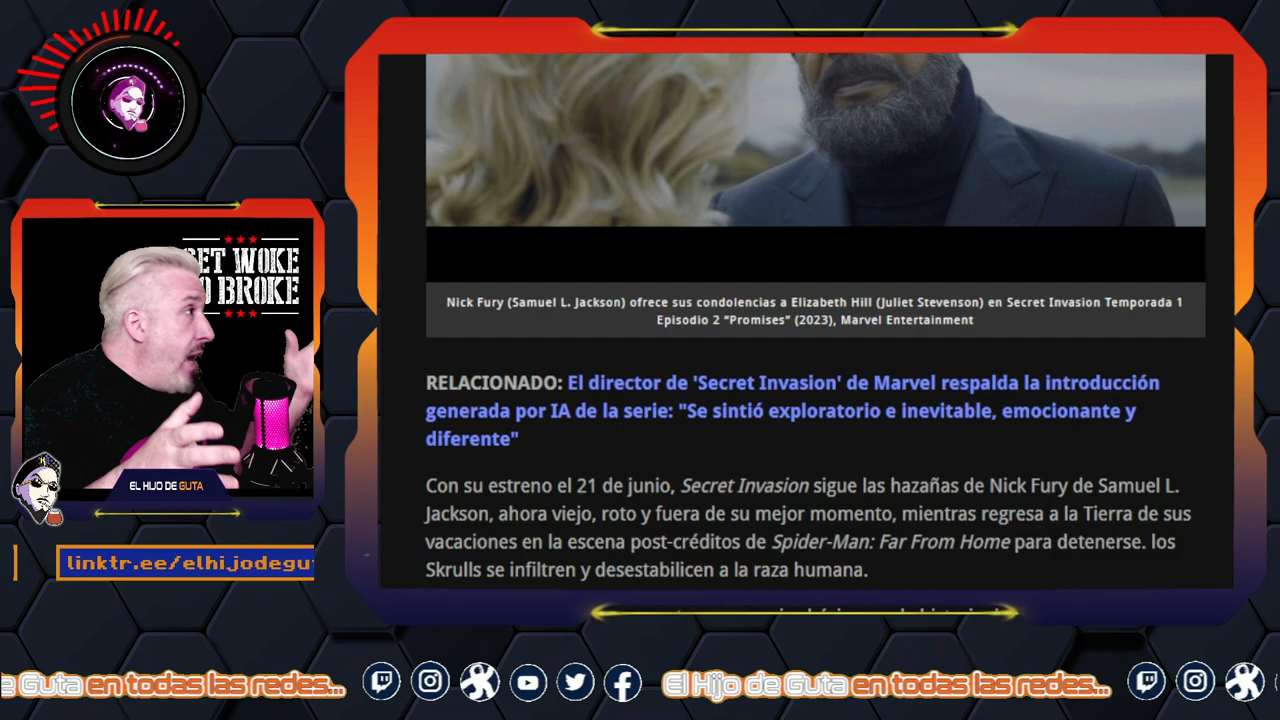 Nick Fury (Samuel L. Jackson) ofrece sus condolencias a Elizabeth Hill (Juliet Stevenson) en Secret Invasion Temporada 1
Episodio 2 “Promises” (2023), Marvel Entertainment
RELACIONADO: El director de 'Secret Invasion' de Marvel respalda la introducción
generada por IA de la serie: "Se sintió exploratorio e inevitable, emocionante y
diferente"
Con su estreno el 21 de junio, Secret Invasion sigue las hazañas de Nick Fury de Samuel L.
Jackson, ahora viejo, roto y fuera de su mejor momento, mientras regresa a la Tierra de sus
vacaciones en la escena post-créditos de Spider-Man: Far From Home para detenerse. los
Skrulls se infiltren y desestabilicen a la raza humana.
WOKE
BROKE
EL HIJO DE GUTA
linktr.ee/elhijodegu
Guta en todas las redes...
El Hijo de Guta en todas las redes...